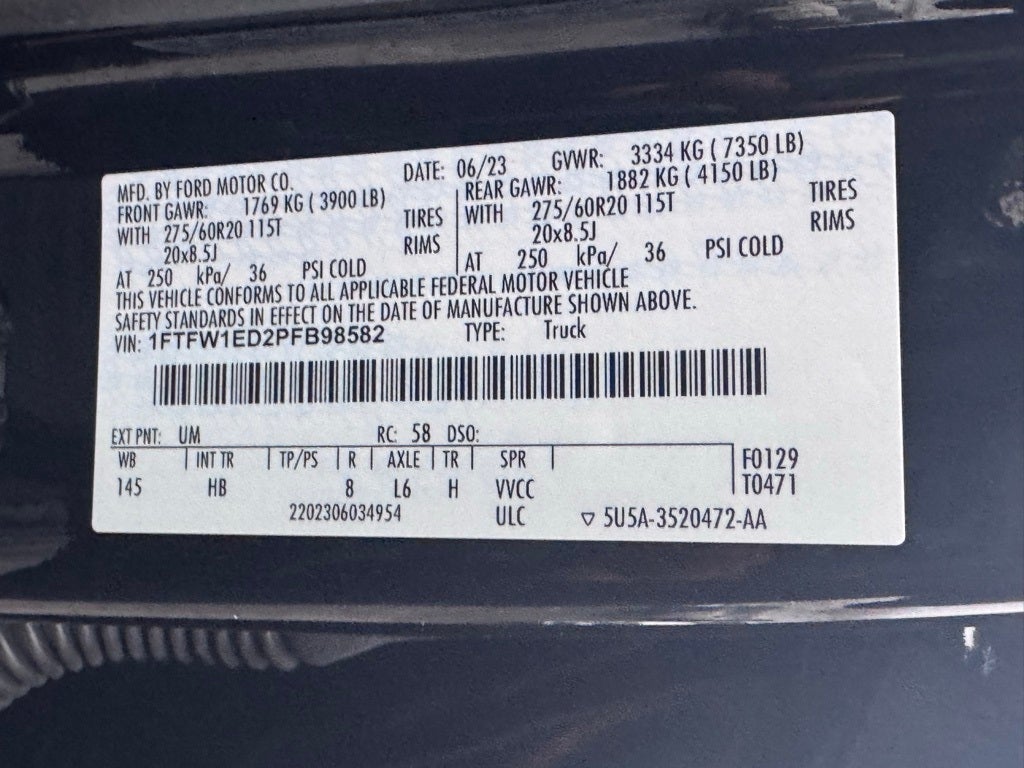 MFD. BY FORD MOTOR CO. DATE: 06/23 GVWR: 3334 KG ( 7350 LB)
FRONT GAWR: 1769 KG ( 3900 LB) REAR GAWR: 1882 KG ( 4150 LB)
WITH 275/60R20 115T TIRES WITH 275/60R20 115T TIRES
20x8.5J RIMS 20x8.5J RIMS
AT 250 kPa/ 36 PSI COLD AT 250 kPa/ 36 PSI COLD
THIS VEHICLE CONFORMS TO ALL APPLICABLE FEDERAL MOTOR VEHICLE
SAFETY STANDARDS IN EFFECT ON THE DATE OF MANUFACTURE SHOWN ABOVE.
VIN: 1FTFW1ED2PFB98582 TYPE: Truck
EXT PNT: UM RC: 58 DSO:
WB INT TR TP/PS R AXLE TR SPR F0129
145 HB 8 L6 H VVCC T0471
2202306034954 ULC ▽ 5U5A-3520472-AA